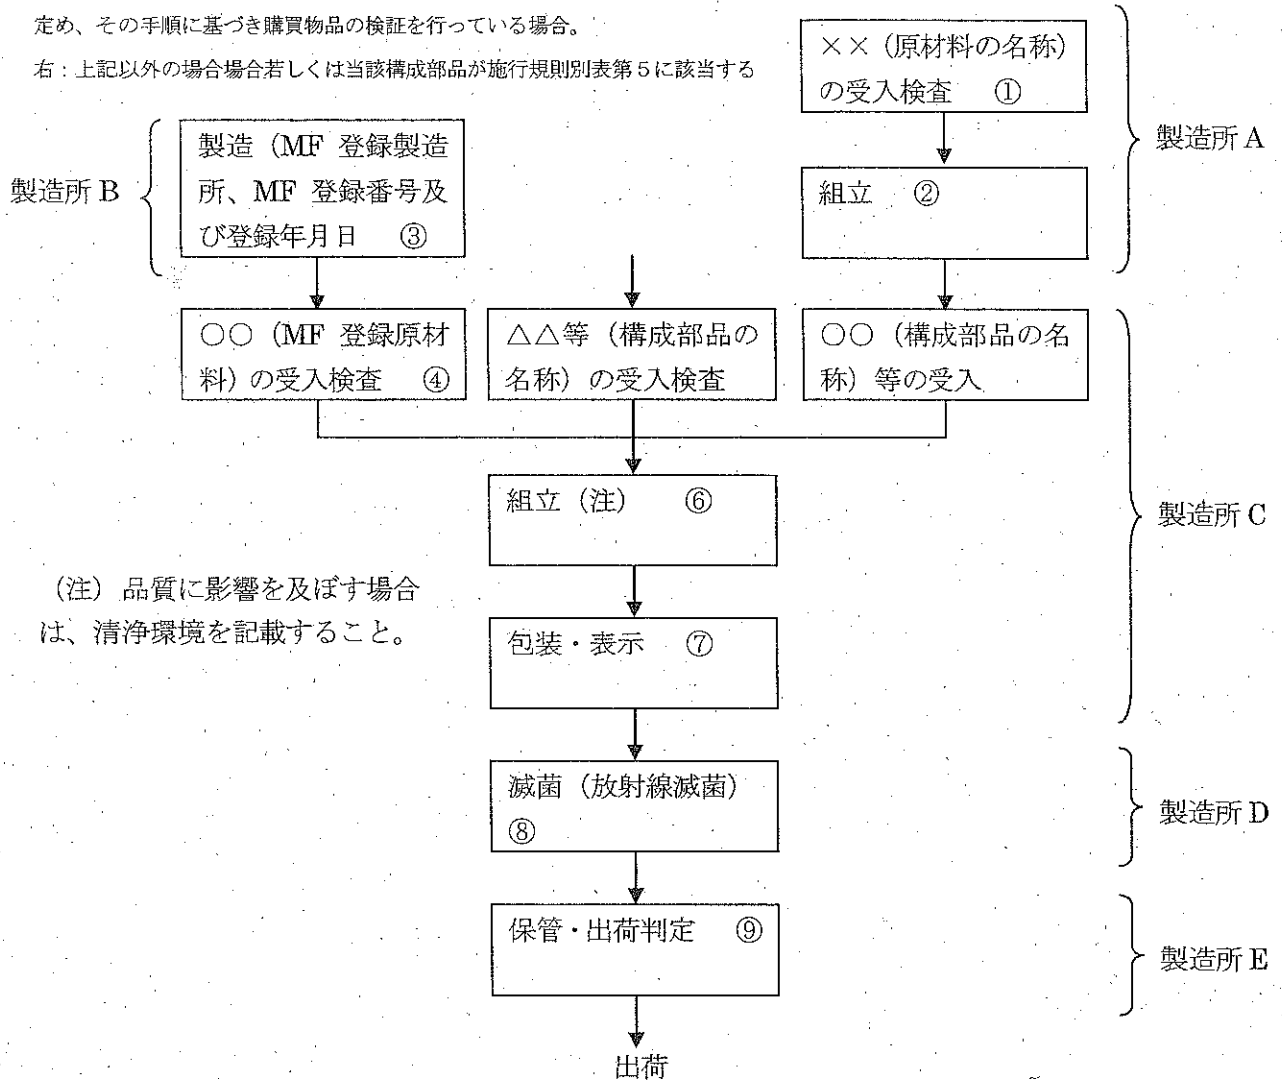 定め、その手順に基づき購買物品の検証を行っている場合。
右：上記以外の場合場合若しくは当該構成部品が施行規則別表第５に該当する
××（原材料の名称）
の受入検査　①
製造所 A
組立　②
製造所 B
製造（MF 登録製造
所、MF 登録番号及
び登録年月日　③
○○（MF 登録原材
料）の受入検査　④
△△等（構成部品の
名称）の受入検査
○○（構成部品の名
称）等の受入
製造所 C
組立（注）　⑥
（注）品質に影響を及ぼす場合
は、清浄環境を記載すること。
包装・表示　⑦
滅菌（放射線滅菌）
⑧
製造所 D
保管・出荷判定　⑨
製造所 E
出荷